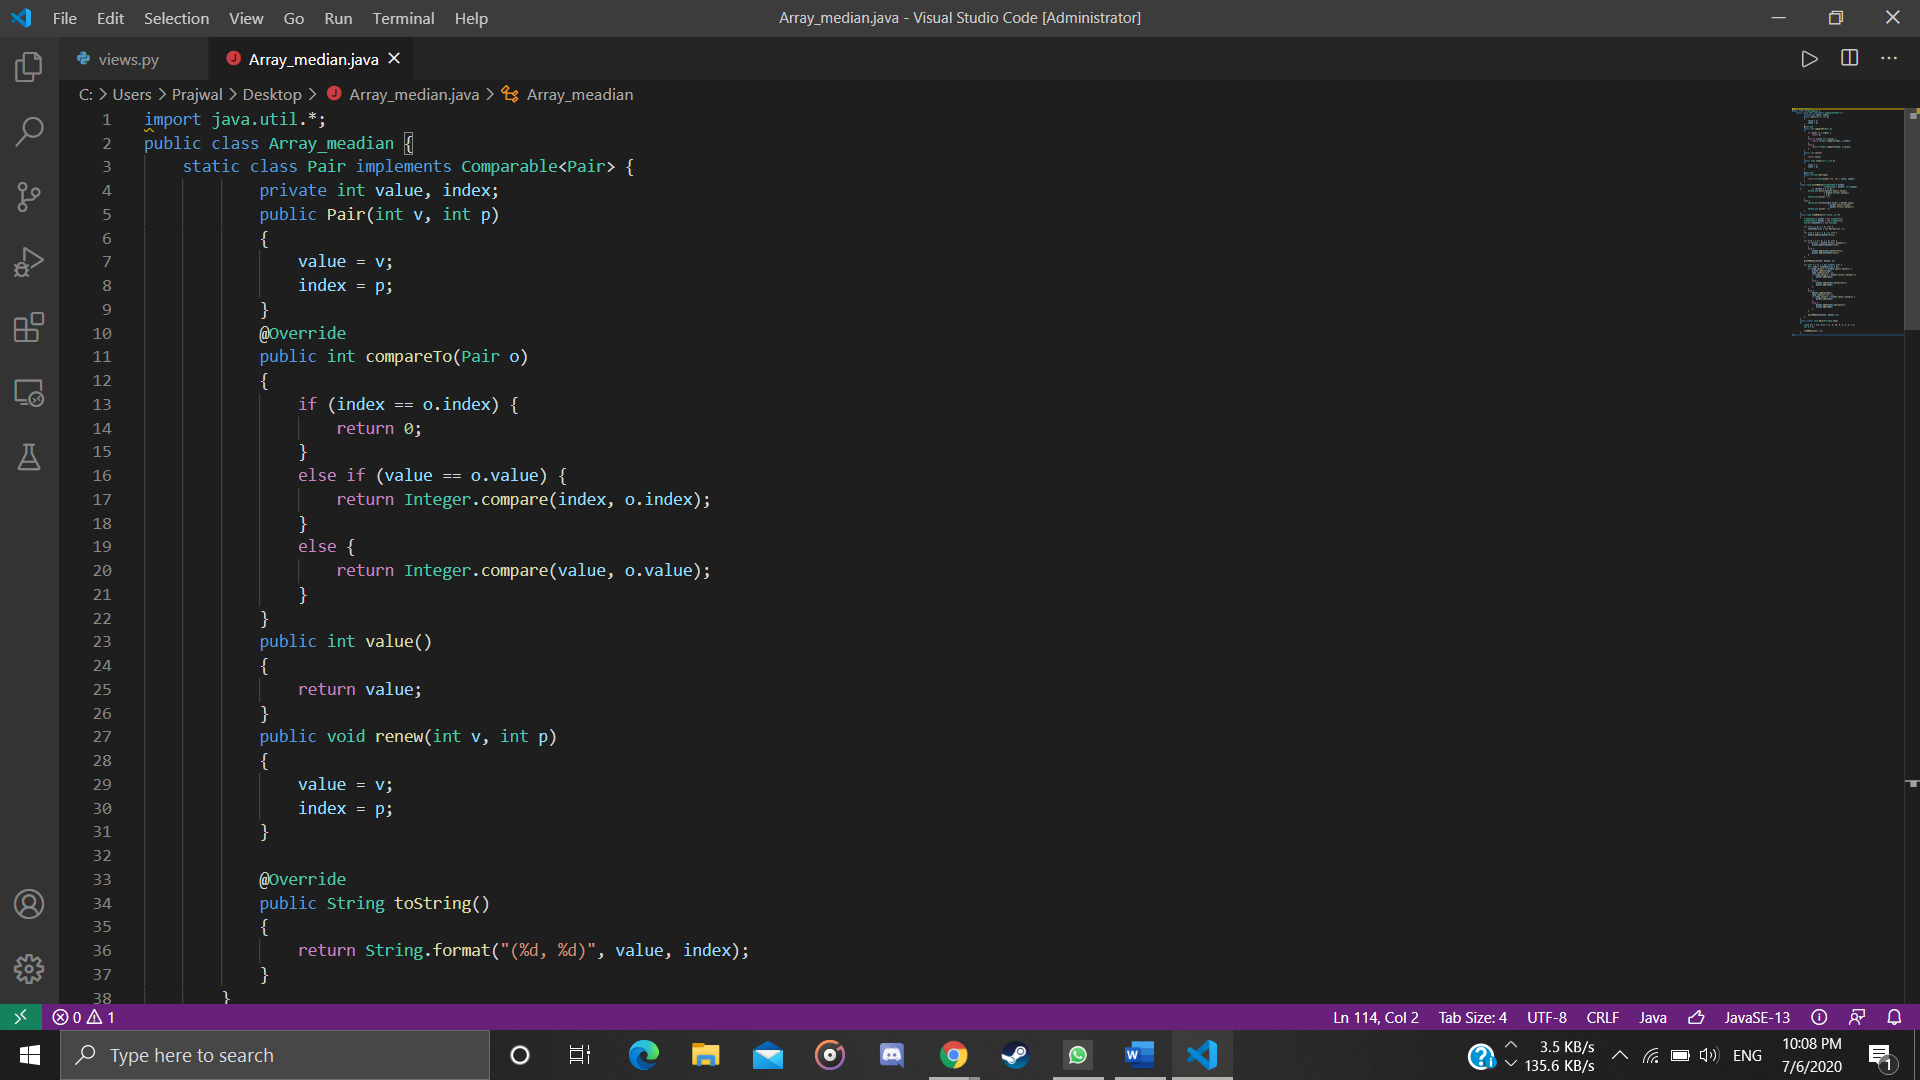 File Edit Selection View Go Run Terminal Help
Array_median.java - Visual Studio Code [Administrator]
views.py
Array_median.java
C: > Users > Prajwal > Desktop > Array_median.java > Array_meadian
1 import java.util.*;
2 public class Array_meadian {
3 static class Pair implements Comparable<Pair> {
4 private int value, index;
5 public Pair(int v, int p)
6 {
7 value = v;
8 index = p;
9 }
10 @Override
11 public int compareTo(Pair o)
12 {
13 if (index == o.index) {
14 return 0;
15 }
16 else if (value == o.value) {
17 return Integer.compare(index, o.index);
18 }
19 else {
20 return Integer.compare(value, o.value);
21 }
22 }
23 public int value()
24 {
25 return value;
26 }
27 public void renew(int v, int p)
28 {
29 value = v;
30 index = p;
31 }
32
33 @Override
34 public String toString()
35 {
36 return String.format("(%d, %d)", value, index);
37 }
38 }
0 1 Ln 114, Col 2 Tab Size: 4 UTF-8 CRLF Java JavaSE-13
Type here to search
3.5 KB/s
135.6 KB/s
ENG
10:08 PM
7/6/2020
1